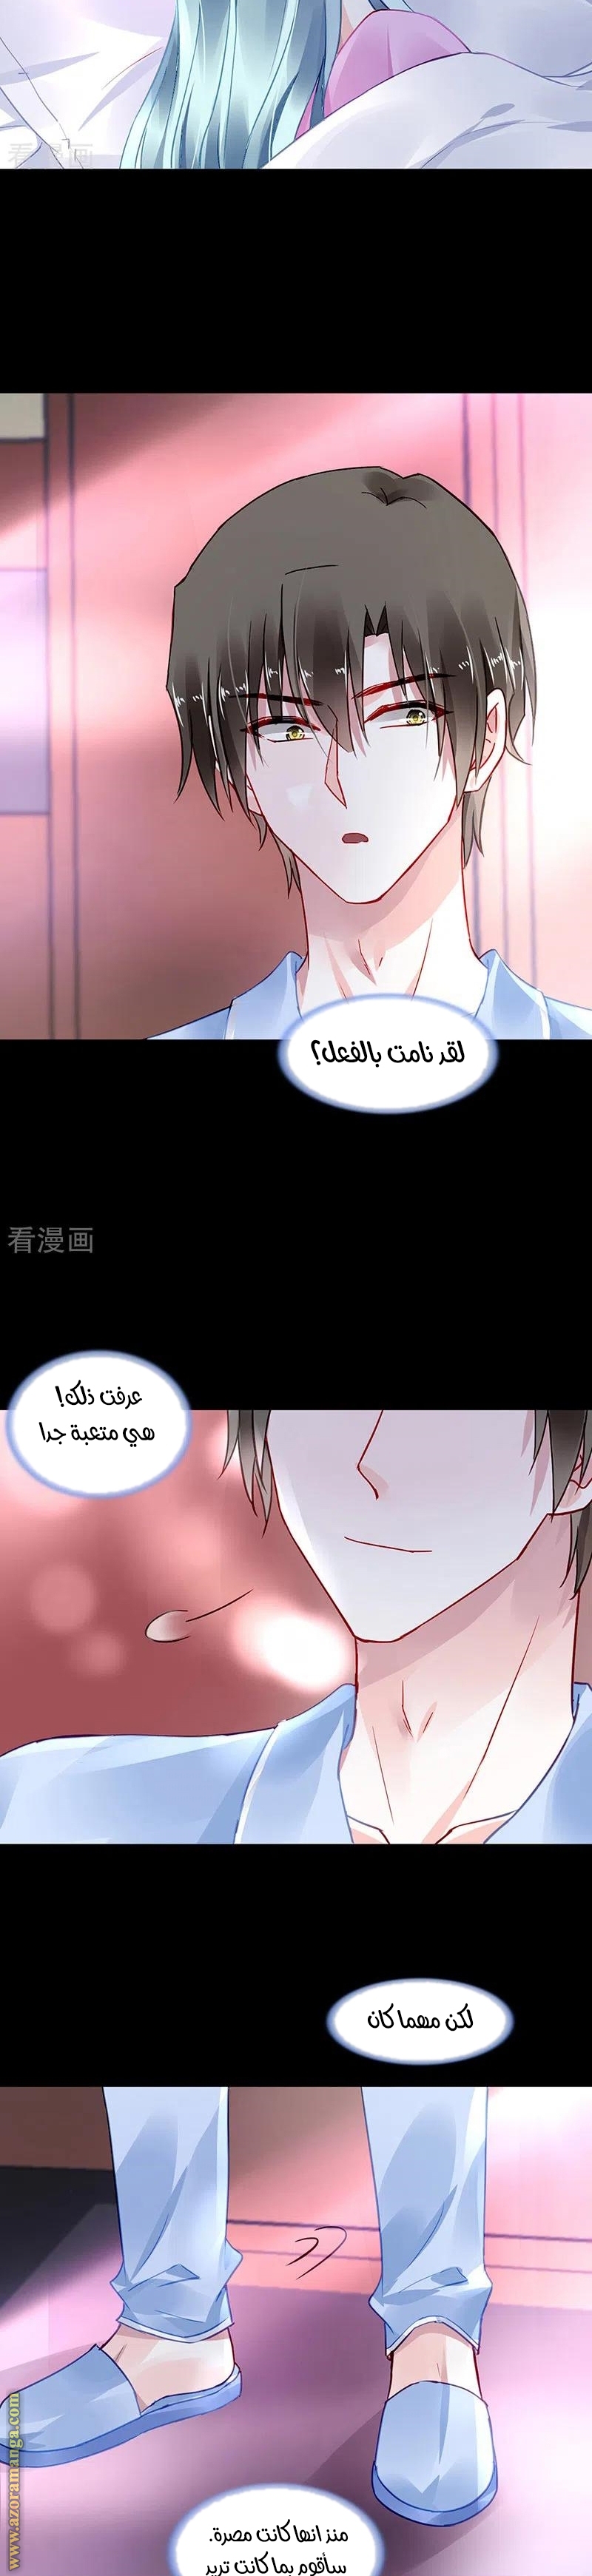 看漫画
لقد نامت بالفعل؟
看漫画
عرفت ذلك!
هي متعبة جدا
لكن مهما كان
www.azoramanga.com
منذ انها كانت مصرة.
سأقوم بما كانت تريد